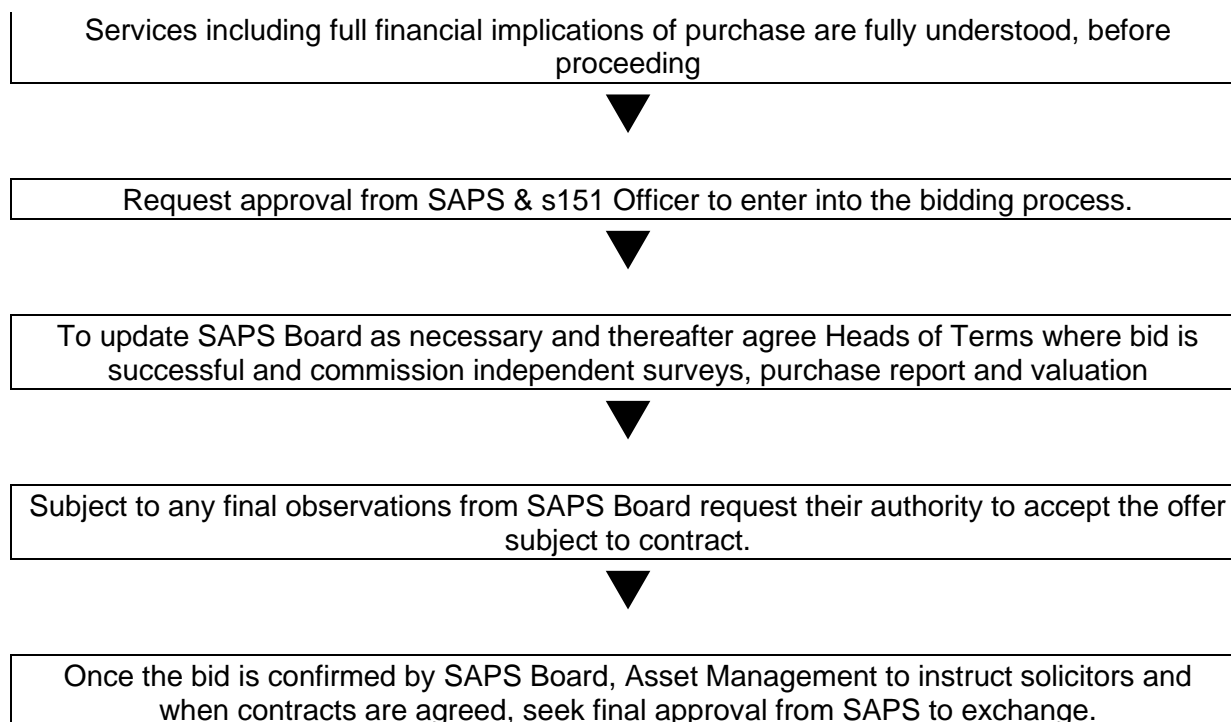 Services including full financial implications of purchase are fully understood, before
proceeding
Request approval from SAPS & s151 Officer to enter into the bidding process.
To update SAPS Board as necessary and thereafter agree Heads of Terms where bid is
successful and commission independent surveys, purchase report and valuation
Subject to any final observations from SAPS Board request their authority to accept the offer
subject to contract.
Once the bid is confirmed by SAPS Board, Asset Management to instruct solicitors and
when contracts are agreed, seek final approval from SAPS to exchange.